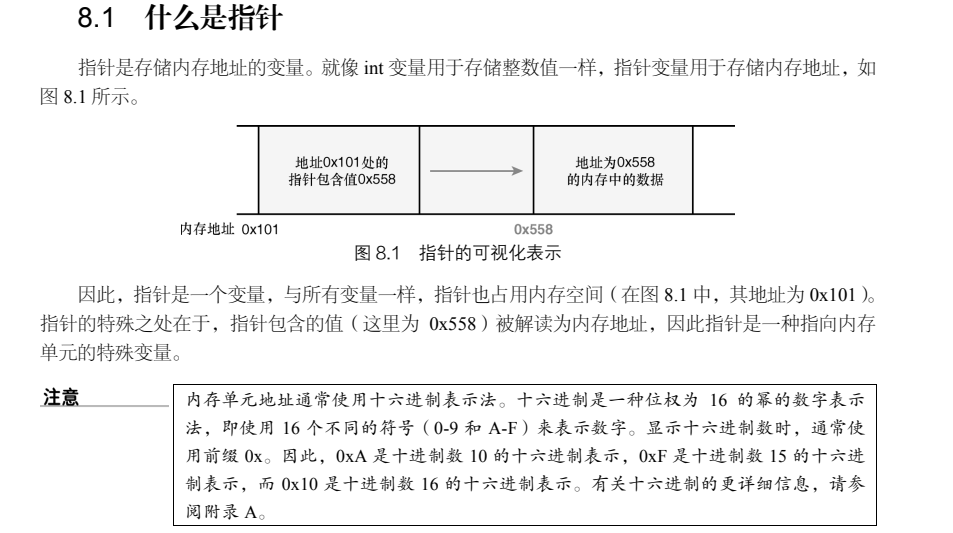 8.1 什么是指针
指针是存储内存地址的变量。就像 int 变量用于存储整数值一样，指针变量用于存储内存地址，如
图 8.1 所示。
地址0x101处的
指针包含值0x558
地址为0x558
的内存中的数据
内存地址 0x101
0x558
图 8.1 指针的可视化表示
因此，指针是一个变量，与所有变量一样，指针也占用内存空间（在图 8.1 中，其地址为 0x101）。
指针的特殊之处在于，指针包含的值（这里为 0x558）被解读为内存地址，因此指针是一种指向内存
单元的特殊变量。
注意
内存单元地址通常使用十六进制表示法。十六进制是一种位权为 16 的幂的数字表示
法，即使用 16 个不同的符号（0-9 和 A-F）来表示数字。显示十六进制数时，通常使
用前缀 0x。因此，0xA 是十进制数 10 的十六进制表示，0xF 是十进制数 15 的十六进
制表示，而 0x10 是十进制数 16 的十六进制表示。有关十六进制的更详细信息，请参
阅附录 A。